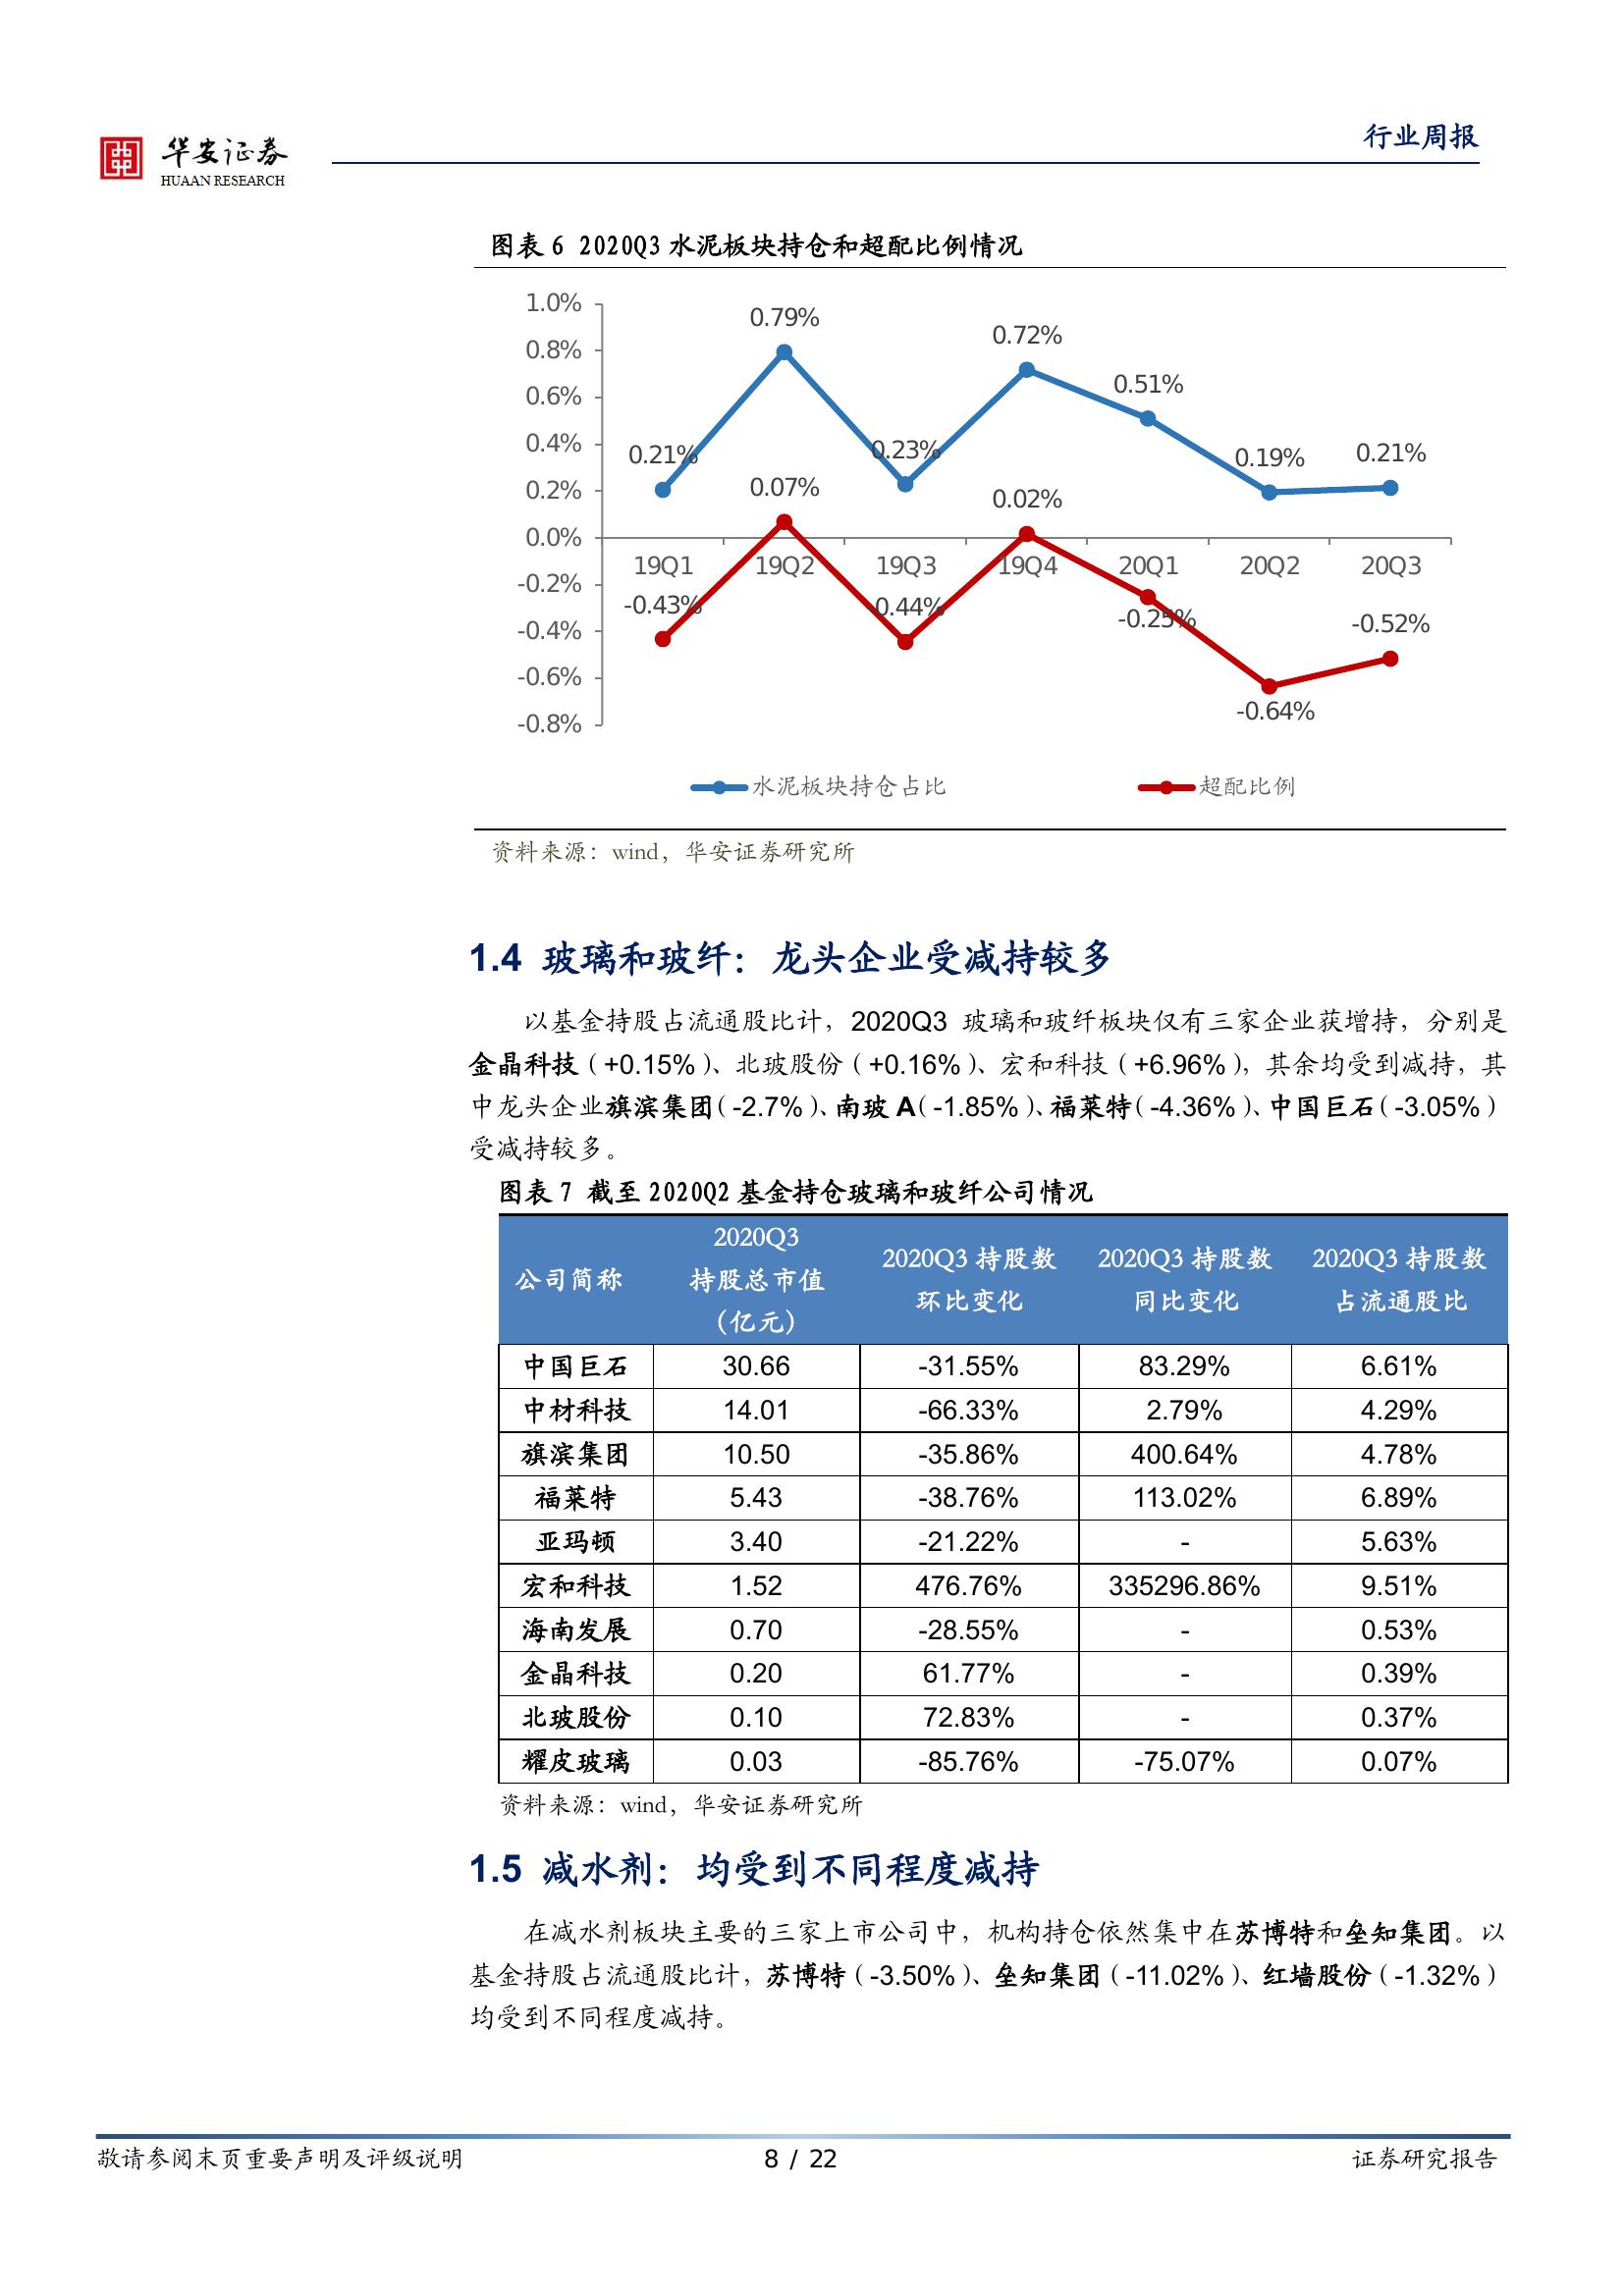 华安证券
HUAAN RESEARCH
行业周报
图表 6 2020Q3 水泥板块持仓和超配比例情况
1.0%
0.8%
0.6%
0.4%
0.2%
0.0%
-0.2%
-0.4%
-0.6%
-0.8%
0.21% 0.79% 0.23% 0.72% 0.51% 0.19% 0.21%
-0.43% 0.07% -0.44% 0.02% -0.25% -0.64% -0.52%
19Q1 19Q2 19Q3 19Q4 20Q1 20Q2 20Q3
水泥板块持仓占比 超配比例
资料来源：wind，华安证券研究所
1.4 玻璃和玻纤：龙头企业受减持较多
以基金持股占流通股比计，2020Q3 玻璃和玻纤板块仅有三家企业获增持，分别是
金晶科技（+0.15%）、北玻股份（+0.16%）、宏和科技（+6.96%），其余均受到减持，其
中龙头企业旗滨集团（-2.7%）、南玻 A（-1.85%）、福莱特（-4.36%）、中国巨石（-3.05%）
受减持较多。
图表 7 截至 2020Q2 基金持仓玻璃和玻纤公司情况
公司简称 2020Q3 持股总市值（亿元） 2020Q3 持股数环比变化 2020Q3 持股数同比变化 2020Q3 持股数占流通股比
中国巨石 30.66 -31.55% 83.29% 6.61%
中材科技 14.01 -66.33% 2.79% 4.29%
旗滨集团 10.50 -35.86% 400.64% 4.78%
福莱特 5.43 -38.76% 113.02% 6.89%
亚玛顿 3.40 -21.22% - 5.63%
宏和科技 1.52 476.76% 335296.86% 9.51%
海南发展 0.70 -28.55% - 0.53%
金晶科技 0.20 61.77% - 0.39%
北玻股份 0.10 72.83% - 0.37%
耀皮玻璃 0.03 -85.76% -75.07% 0.07%
资料来源：wind，华安证券研究所
1.5 减水剂：均受到不同程度减持
在减水剂板块主要的三家上市公司中，机构持仓依然集中在苏博特和垒知集团。以
基金持股占流通股比计，苏博特（-3.50%）、垒知集团（-11.02%）、红墙股份（-1.32%）
均受到不同程度减持。
敬请参阅末页重要声明及评级说明 8 / 22 证券研究报告